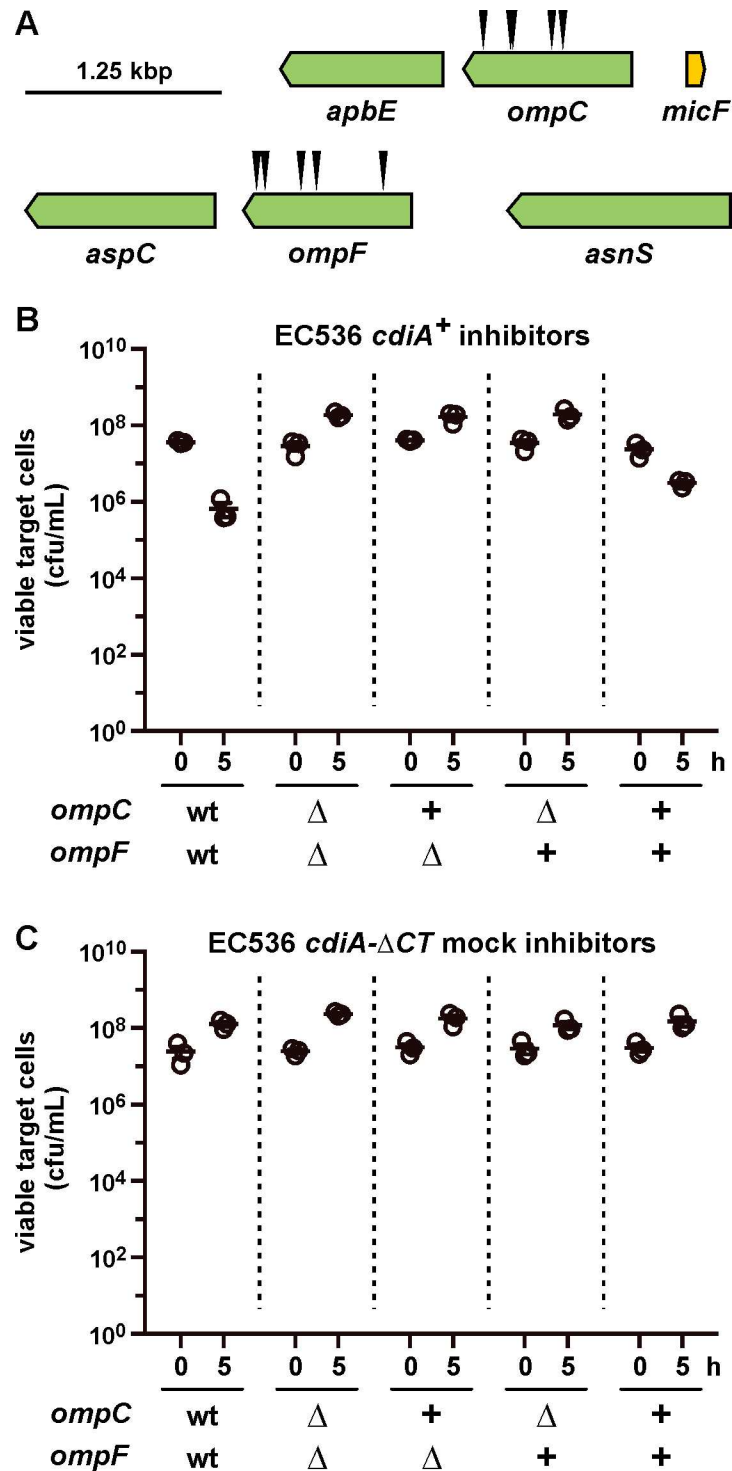 A
1.25 kbp
apbE
ompC
micF
aspC
ompF
asnS
B
EC536 cdiA+ inhibitors
viable target cells
(cfu/mL)
10^10
10^8
10^6
10^4
10^2
10^0
0 5 0 5 0 5 0 5 0 5 h
ompC wt Δ + Δ +
ompF wt Δ Δ + +
C
EC536 cdiA-ΔCT mock inhibitors
viable target cells
(cfu/mL)
10^10
10^8
10^6
10^4
10^2
10^0
0 5 0 5 0 5 0 5 0 5 h
ompC wt Δ + Δ +
ompF wt Δ Δ + +